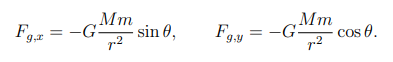 $F_{g,x} = -G\frac{Mm}{r^2}\sin\theta, \qquad F_{g,y} = -G\frac{Mm}{r^2}\cos\theta.$